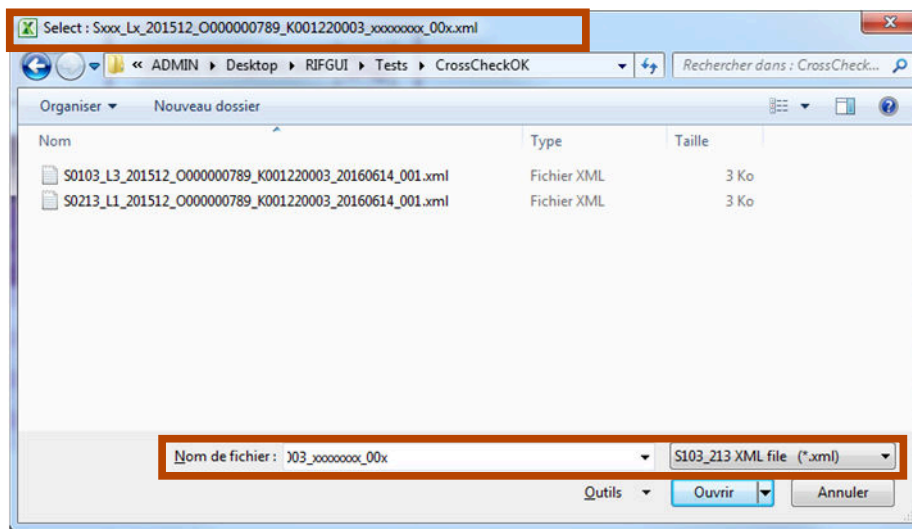 Select : Sxxx_Lx_201512_O000000789_K001220003_xxxxxxxx_00x.xml
« ADMIN ▸ Desktop ▸ RIFGUI ▸ Tests ▸ CrossCheckOK
Rechercher dans : CrossCheck...
Organiser Nouveau dossier
Nom Type Taille
S0103_L3_201512_O000000789_K001220003_20160614_001.xml Fichier XML 3 Ko
S0213_L1_201512_O000000789_K001220003_20160614_001.xml Fichier XML 3 Ko
Nom de fichier : 003_xxxxxxxx_00x S103_213 XML file (*.xml)
Outils Ouvrir Annuler